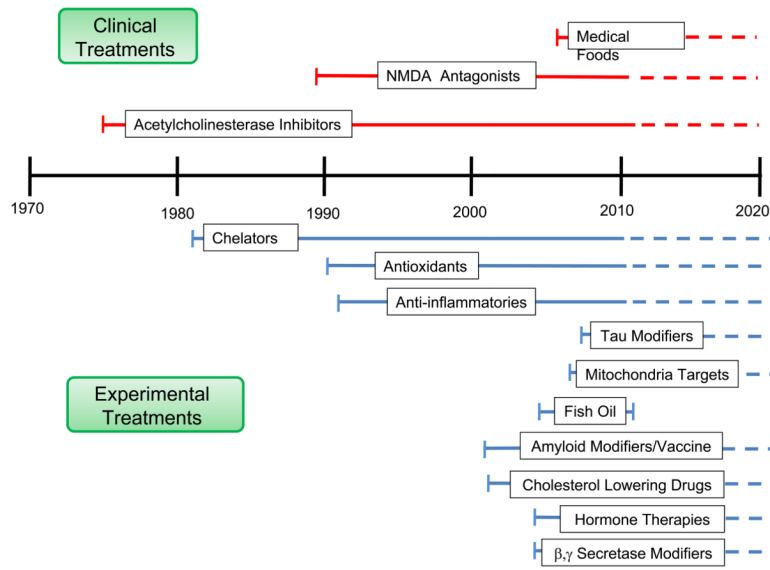 Clinical
Treatments
Medical
Foods
NMDA Antagonists
Acetylcholinesterase Inhibitors
1970
1980
1990
2000
2010
2020
Chelators
Antioxidants
Anti-inflammatories
Tau Modifiers
Mitochondria Targets
Experimental
Treatments
Fish Oil
Amyloid Modifiers/Vaccine
Cholesterol Lowering Drugs
Hormone Therapies
β,γ Secretase Modifiers